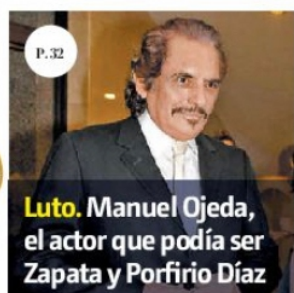 P. 32
Luto. Manuel Ojeda,
el actor que podía ser
Zapata y Porfirio Díaz